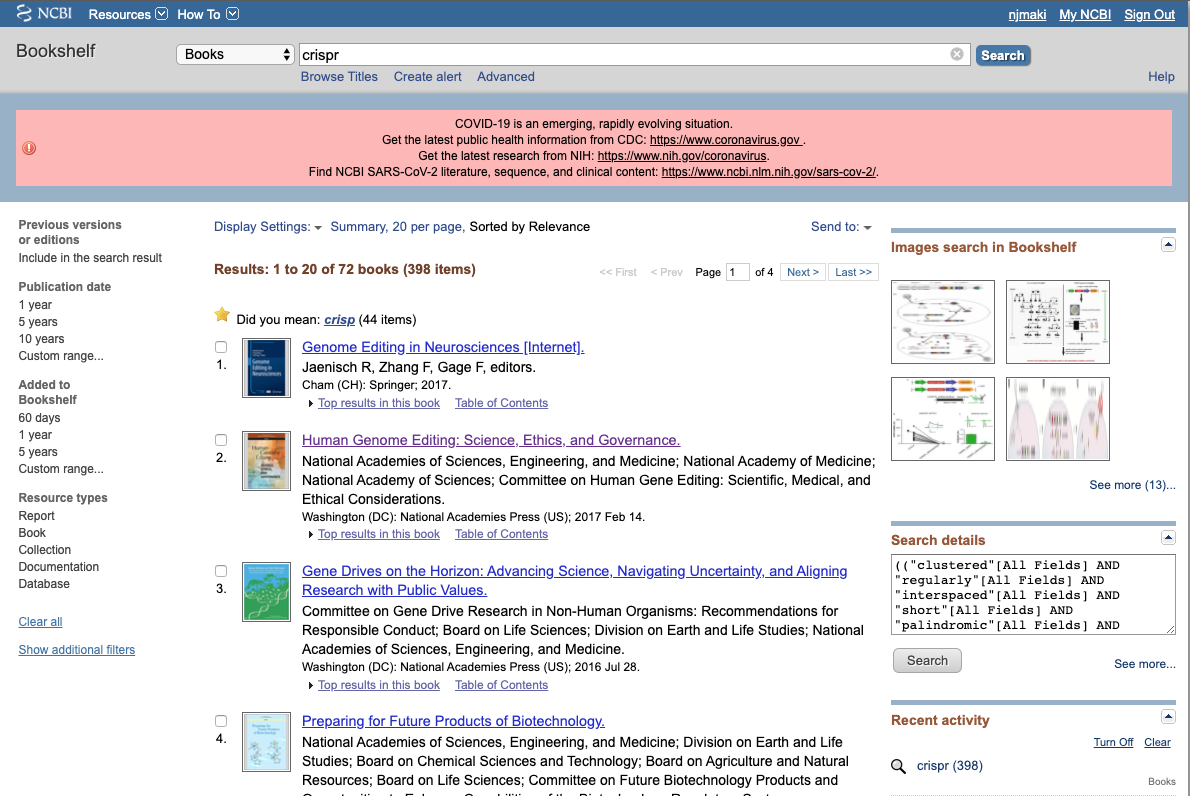 NCBI Resources How To njmaki My NCBI Sign Out
Bookshelf Books crispr Search
Browse Titles Create alert Advanced Help
COVID-19 is an emerging, rapidly evolving situation.
Get the latest public health information from CDC: https://www.coronavirus.gov .
Get the latest research from NIH: https://www.nih.gov/coronavirus.
Find NCBI SARS-CoV-2 literature, sequence, and clinical content: https://www.ncbi.nlm.nih.gov/sars-cov-2/.
Previous versions
or editions
Include in the search result
Publication date
1 year
5 years
10 years
Custom range...
Added to
Bookshelf
60 days
1 year
5 years
Custom range...
Resource types
Report
Book
Collection
Documentation
Database
Clear all
Show additional filters
Display Settings: Summary, 20 per page, Sorted by Relevance Send to:
Results: 1 to 20 of 72 books (398 items) << First < Prev Page 1 of 4 Next > Last >>
Did you mean: crisp (44 items)
1. Genome Editing in Neurosciences [Internet].
Jaenisch R, Zhang F, Gage F, editors.
Cham (CH): Springer; 2017.
Top results in this book Table of Contents
2. Human Genome Editing: Science, Ethics, and Governance.
National Academies of Sciences, Engineering, and Medicine; National Academy of Medicine;
National Academy of Sciences; Committee on Human Gene Editing: Scientific, Medical, and
Ethical Considerations.
Washington (DC): National Academies Press (US); 2017 Feb 14.
Top results in this book Table of Contents
3. Gene Drives on the Horizon: Advancing Science, Navigating Uncertainty, and Aligning
Research with Public Values.
Committee on Gene Drive Research in Non-Human Organisms: Recommendations for
Responsible Conduct; Board on Life Sciences; Division on Earth and Life Studies; National
Academies of Sciences, Engineering, and Medicine.
Washington (DC): National Academies Press (US); 2016 Jul 28.
Top results in this book Table of Contents
4. Preparing for Future Products of Biotechnology.
National Academies of Sciences, Engineering, and Medicine; Division on Earth and Life
Studies; Board on Chemical Sciences and Technology; Board on Agriculture and Natural
Resources; Board on Life Sciences; Committee on Future Biotechnology Products and
Images search in Bookshelf
See more (13)...
Search details
(("clustered"[All Fields] AND
"regularly"[All Fields] AND
"interspaced"[All Fields] AND
"short"[All Fields] AND
"palindromic"[All Fields] AND
Search
See more...
Recent activity
Turn Off Clear
crispr (398)
Books